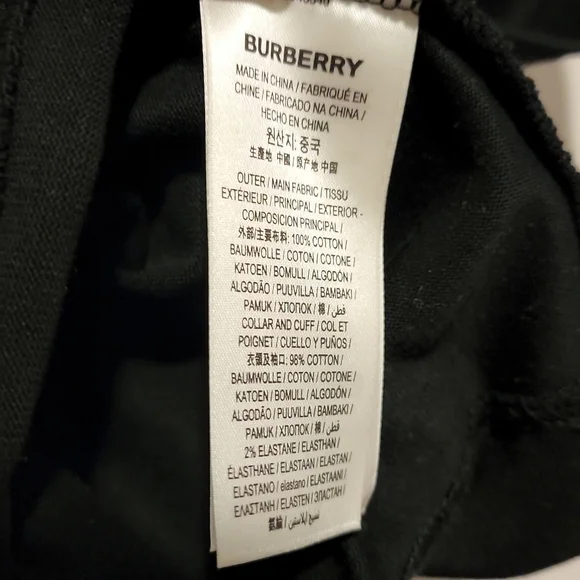 BURBERRY
MADE IN CHINA / FABRIQUÉ EN
CHINE / FABRICADO NA CHINA /
HECHO EN CHINA
원산지: 중국
生產地 中國 / 原产地 中国
OUTER / MAIN FABRIC / TISSU
EXTÉRIEUR / PRINCIPAL / EXTERIOR -
COMPOSICION PRINCIPAL /
外部/主要布料: 100% COTTON /
BAUMWOLLE / COTON / COTONE /
KATOEN / BOMULL / ALGODÓN /
ALGODÃO / PUUVILLA / BAMBAKI /
PAMUK / ХЛОПОК / 棉 / قطن /
COLLAR AND CUFF / COL ET
POIGNET / CUELLO Y PUÑOS /
衣領及袖口: 98% COTTON /
BAUMWOLLE / COTON / COTONE /
KATOEN / BOMULL / ALGODÓN /
ALGODÃO / PUUVILLA / BAMBAKI /
PAMUK / ХЛОПОК / 棉 / قطن /
2% ELASTANE / ELASTHAN /
ÉLASTHANE / ELASTAAN / ELASTAN /
ELASTANO / elastano / ELASTAANI /
ΕΛΑΣΤΑΝΗ / ELASTEN / ЭЛАСТАН /
氨綸 / نسيج إيلاستين